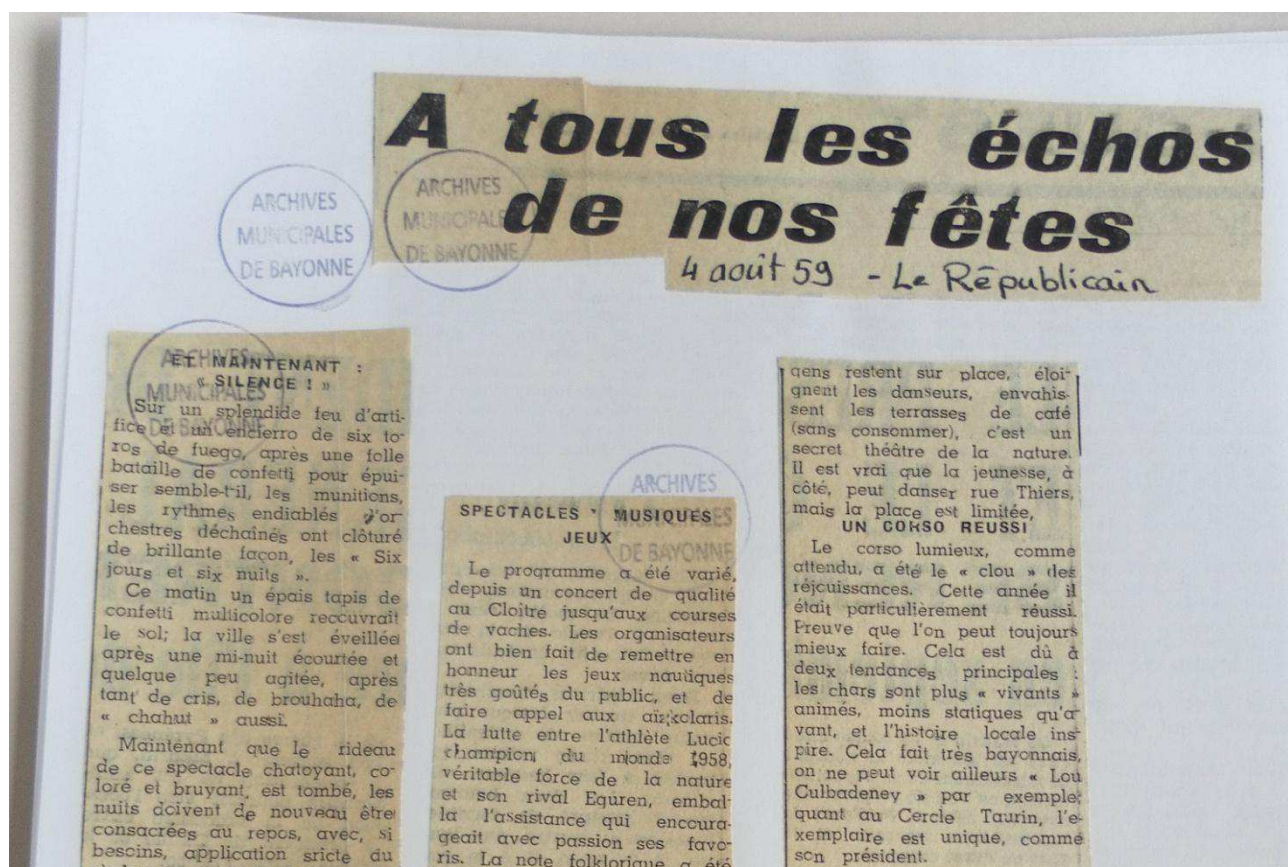 A tous les échos
de nos fêtes
4 août 59 - Le Républicain
ARCHIVES
MUNICIPALES
DE BAYONNE
ARCHIVES
MUNICIPALES
DE BAYONNE
ARCHIVES
MUNICIPALES
DE BAYONNE
ET MAINTENANT :
« SILENCE ! »
Sur un splendide feu d'arti-
fice et un encierro de six to-
ros de fuego, après une folle
bataille de confetti pour épui-
ser semble-t-il, les munitions,
les rythmes endiablés d'or
chestres déchaînés ont clôturé
de brillante façon, les « Six
jours et six nuits ».
Ce matin un épais tapis de
confetti multicolore reccuvrait
le sol; la ville s'est éveillée
après une mi-nuit écourtée et
quelque peu agitée, après
tant de cris, de brouhaha, de
« chahut » aussi.
Maintenant que le rideau
de ce spectacle chatoyant, co-
loré et bruyant, est tombé, les
nuits doivent de nouveau être
consacrées au repos, avec, si
besoins, application sricte du
ARCHIVES
MUNICIPALES
DE BAYONNE
SPECTACLES MUSIQUES
JEUX
Le programme a été varié,
depuis un concert de qualité
au Cloître jusqu'aux courses
de vaches. Les organisateurs
ont bien fait de remettre en
honneur les jeux nautiques
très goûtés du public, et de
faire appel aux aizkolaris.
La lutte entre l'athlète Lucic
champion du monde 1958,
véritable force de la nature
et son rival Eguren, embal-
la l'assistance qui encoura-
geait avec passion ses favo-
ris. La note folklorique a été
gens restent sur place, éloi-
gnent les danseurs, envahis-
sent les terrasses de café
(sans consommer), c'est un
secret théâtre de la nature.
Il est vrai que la jeunesse, à
côté, peut danser rue Thiers,
mais la place est limitée,
UN CORSO REUSSI
Le corso lumieux, comme
attendu, a été le « clou » des
réjcuissances. Cette année il
était particulièrement réussi.
Preuve que l'on peut toujours
mieux faire. Cela est dû à
deux tendances principales :
les chars sont plus « vivants »
animés, moins statiques qu'a
vant, et l'histoire locale ins-
pire. Cela fait très bayonnais,
on ne peut voir ailleurs « Lou
Culbadeney » par exemple;
quant au Cercle Taurin, l'e-
xemplaire est unique, comme
scn président.